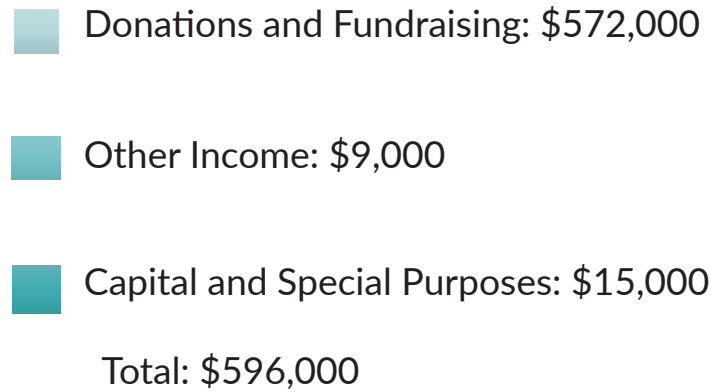 Donations and Fundraising: $572,000
Other Income: $9,000
Capital and Special Purposes: $15,000
Total: $596,000